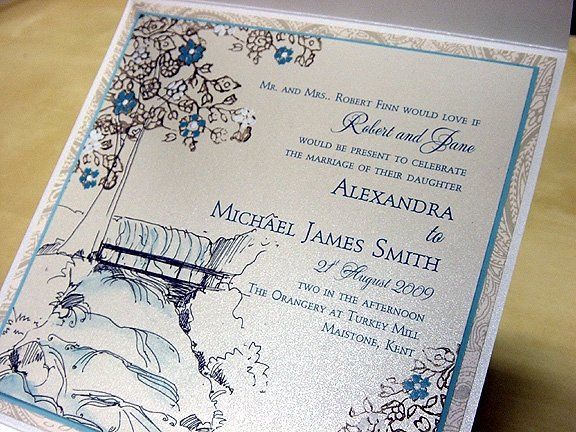 Mr. and Mrs.. Robert Finn would love if
Robert and Jane
would be present to celebrate
the marriage of their daughter
Alexandra
to
Michael James Smith
21st August 2009
two in the afternoon
The Orangery at Turkey Mill
Maistone, Kent